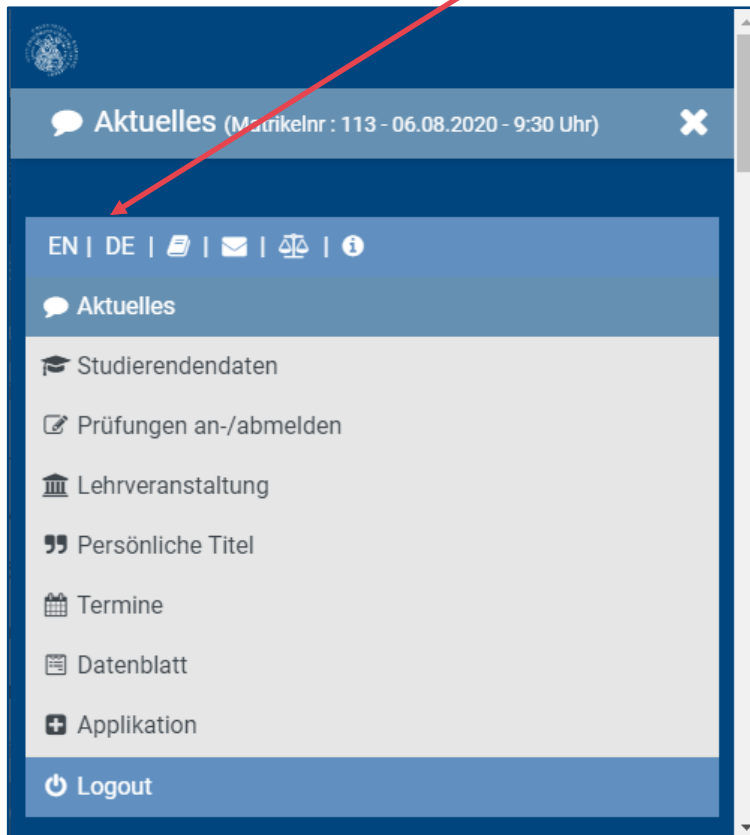 Aktuelles (Matrikelnr : 113 - 06.08.2020 - 9:30 Uhr)
EN | DE | | | |
Aktuelles
Studierendendaten
Prüfungen an-/abmelden
Lehrveranstaltung
Persönliche Titel
Termine
Datenblatt
Applikation
Logout